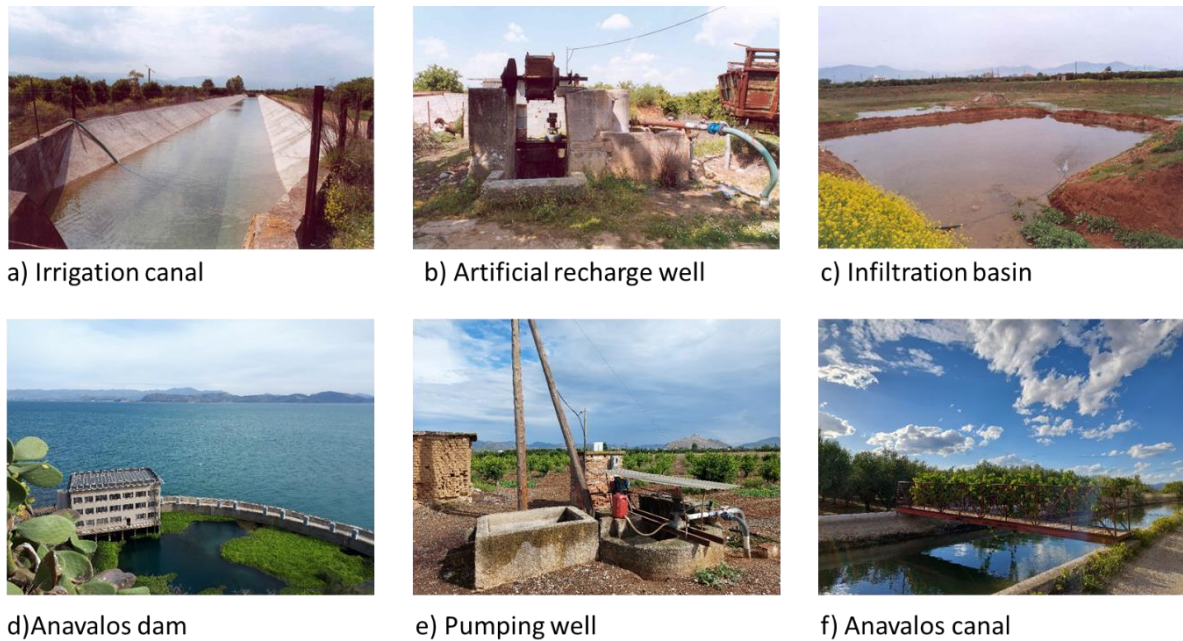 a) Irrigation canal
b) Artificial recharge well
c) Infiltration basin
d)Anavalos dam
e) Pumping well
f) Anavalos canal